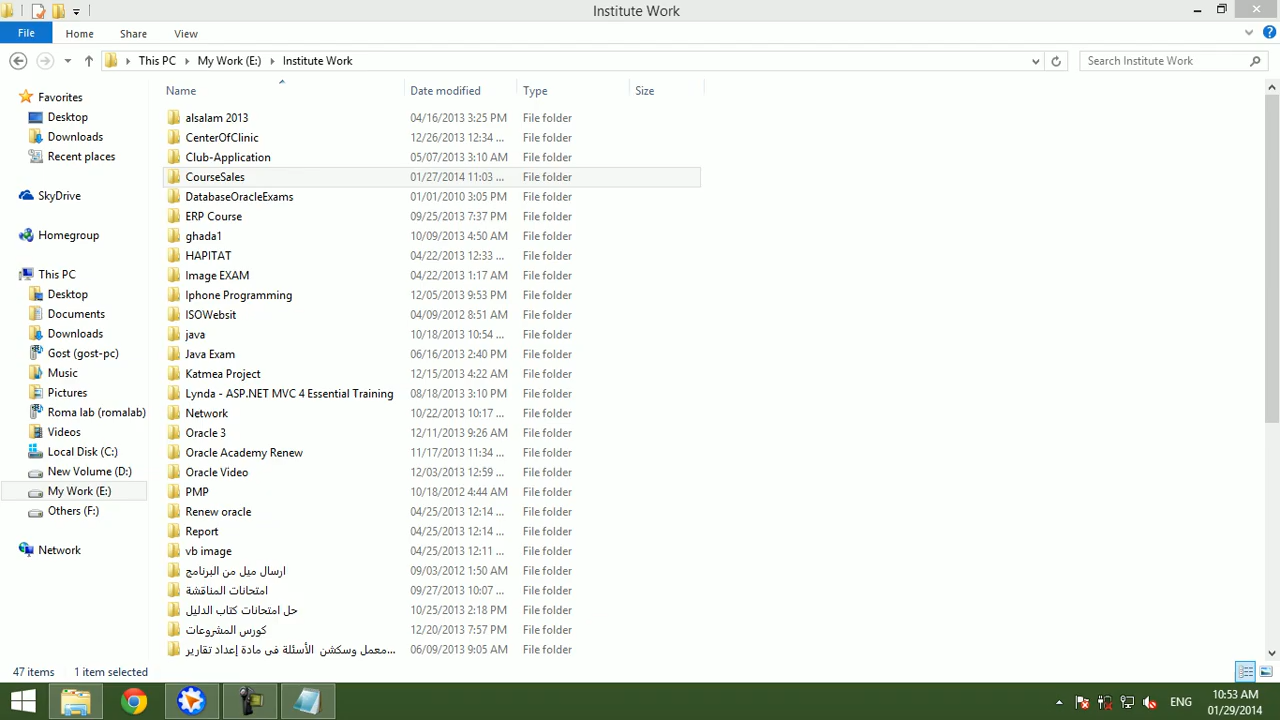 Institute Work
File Home Share View
This PC My Work (E:) Institute Work Search Institute Work
Name Date modified Type Size
Favorites
Desktop
Downloads
Recent places
SkyDrive
Homegroup
This PC
Desktop
Documents
Downloads
Gost (gost-pc)
Music
Pictures
Roma lab (romalab)
Videos
Local Disk (C:)
New Volume (D:)
My Work (E:)
Others (F:)
Network
alsalam 2013 04/16/2013 3:25 PM File folder
CenterOfClinic 12/26/2013 12:34 ... File folder
Club-Application 05/07/2013 3:10 AM File folder
CourseSales 01/27/2014 11:03 ... File folder
DatabaseOracleExams 01/01/2010 3:05 PM File folder
ERP Course 09/25/2013 7:37 PM File folder
ghada1 10/09/2013 4:50 AM File folder
HAPITAT 04/22/2013 12:33 ... File folder
Image EXAM 04/22/2013 1:17 AM File folder
Iphone Programming 12/05/2013 9:53 PM File folder
ISOWebsit 04/09/2012 8:51 AM File folder
java 10/18/2013 10:54 ... File folder
Java Exam 06/16/2013 2:40 PM File folder
Katmea Project 12/15/2013 4:22 AM File folder
Lynda - ASP.NET MVC 4 Essential Training 08/18/2013 3:10 PM File folder
Network 10/22/2013 10:17 ... File folder
Oracle 3 12/11/2013 9:26 AM File folder
Oracle Academy Renew 11/17/2013 11:34 ... File folder
Oracle Video 12/03/2013 12:59 ... File folder
PMP 10/18/2012 4:44 AM File folder
Renew oracle 04/25/2013 12:14 ... File folder
Report 04/25/2013 12:14 ... File folder
vb image 04/25/2013 12:11 ... File folder
ارسال ميل من البرنامج 09/03/2012 1:50 AM File folder
امتحانات المناقشة 09/27/2013 10:07 ... File folder
حل امتحانات كتاب الدليل 10/25/2013 2:18 PM File folder
كورس المشروعات 12/20/2013 7:57 PM File folder
معمل وسكشن الأسئلة فى مادة إعداد تقارير... 06/09/2013 9:05 AM File folder
47 items 1 item selected
ENG 10:53 AM
01/29/2014